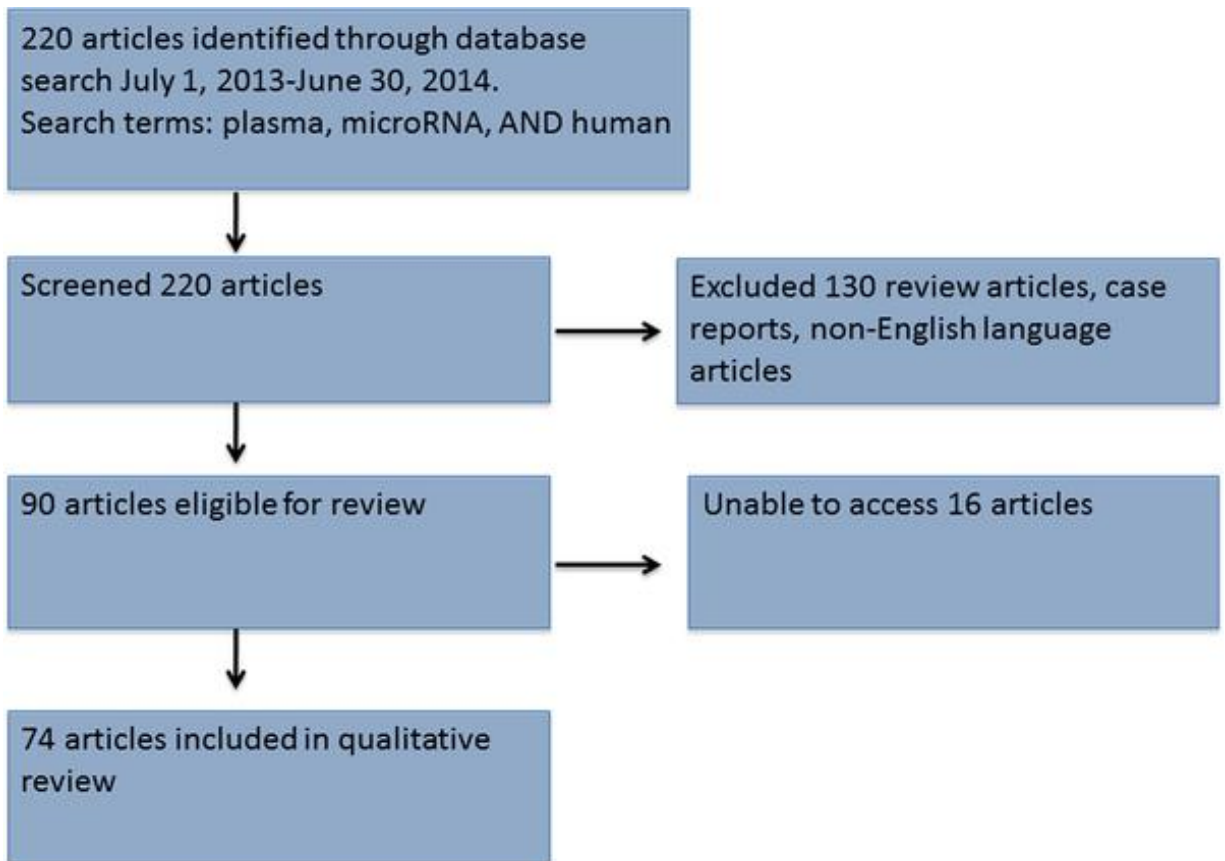 220 articles identified through database
search July 1, 2013-June 30, 2014.
Search terms: plasma, microRNA, AND human
Screened 220 articles
Excluded 130 review articles, case
reports, non-English language
articles
90 articles eligible for review
Unable to access 16 articles
74 articles included in qualitative
review